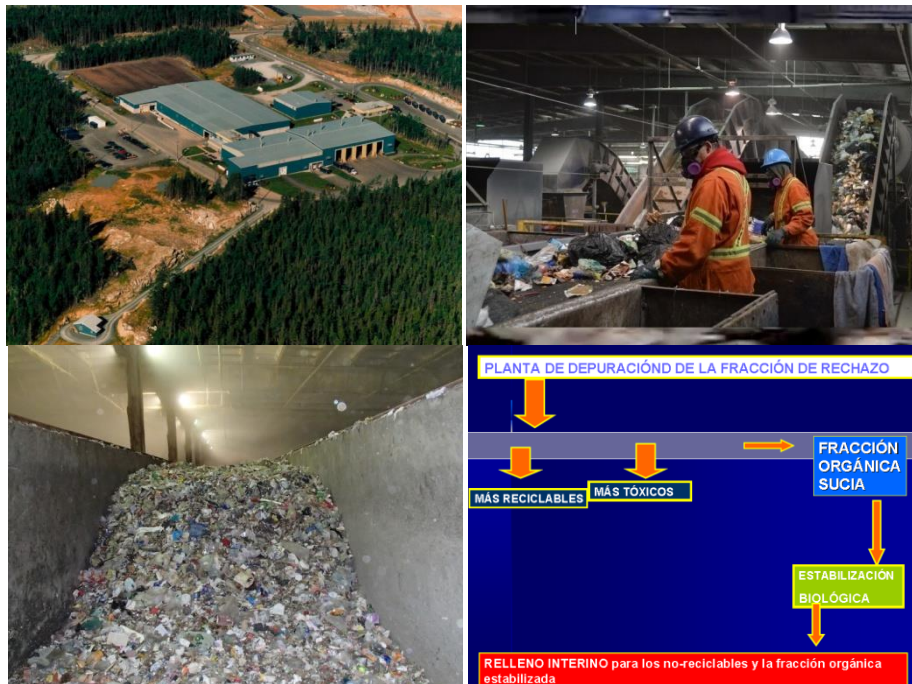 PLANTA DE DEPURACIÓND DE LA FRACCIÓN DE RECHAZO
FRACCIÓN
ORGÁNICA
SUCIA
MÁS RECICLABLES
MÁS TÓXICOS
ESTABILIZACIÓN
BIOLÓGICA
RELLENO INTERINO para los no-reciclables y la fracción orgánica
estabilizada